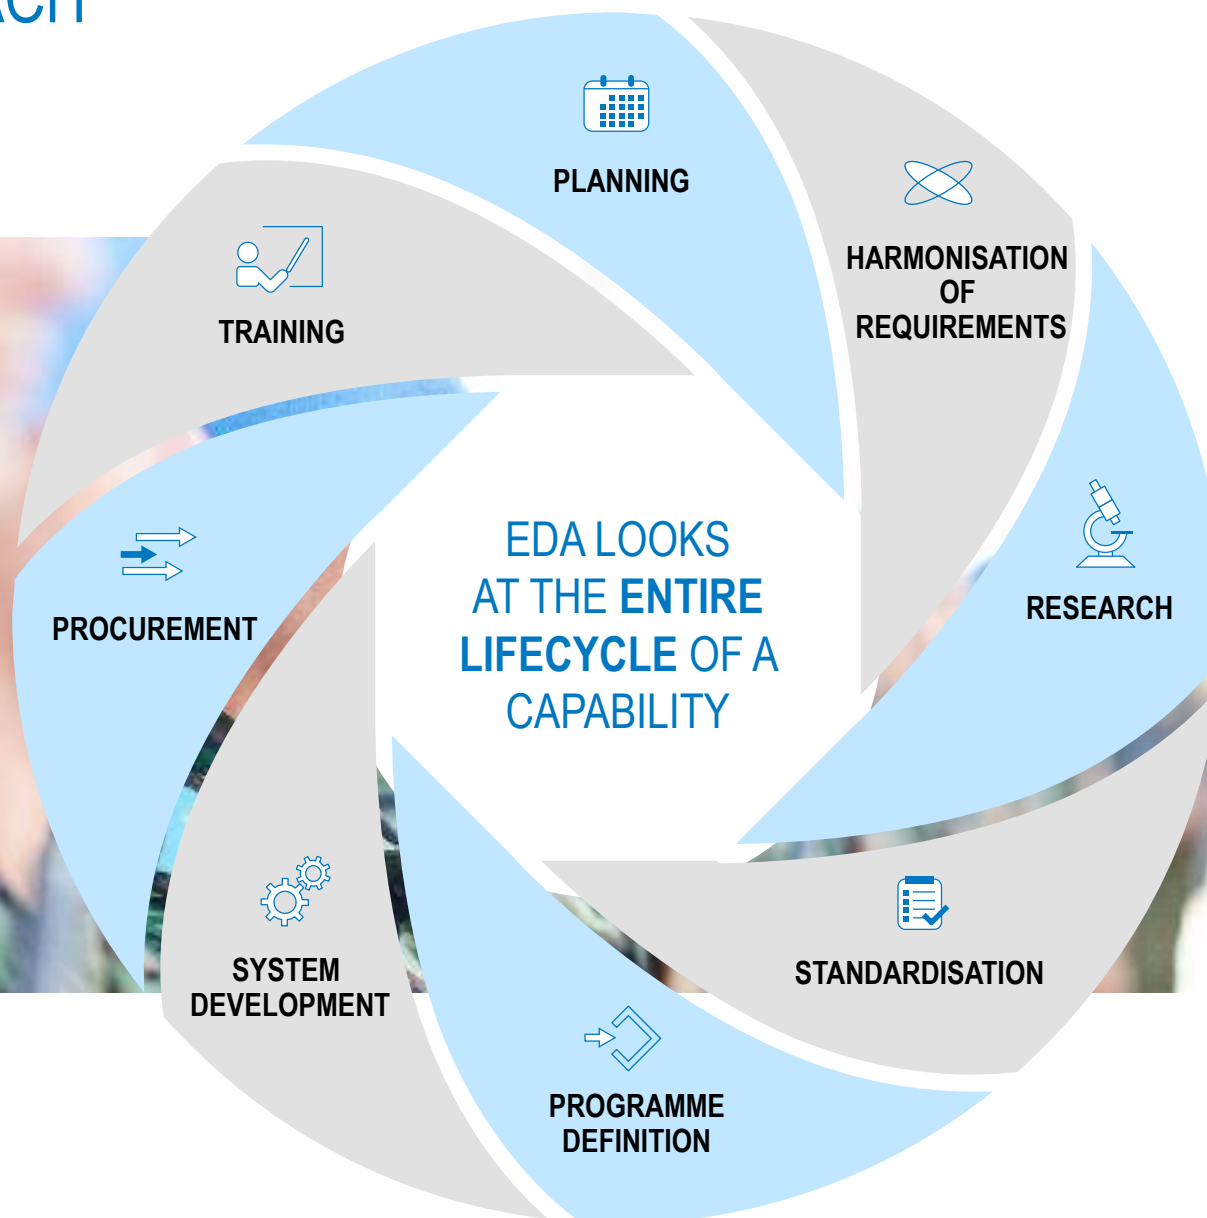 PLANNING
HARMONISATION
OF
REQUIREMENTS
TRAINING
EDA LOOKS
AT THE ENTIRE
LIFECYCLE OF A
CAPABILITY
RESEARCH
PROCUREMENT
STANDARDISATION
SYSTEM
DEVELOPMENT
PROGRAMME
DEFINITION